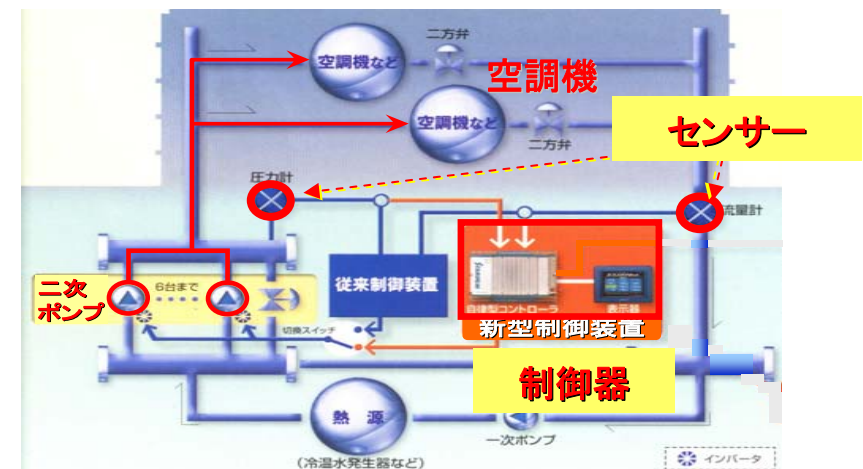 二方弁
空調機など
空調機
空調機など
センサー
二方弁
圧力計
流量計
二次
ポンプ
6台まで
従来制御装置
自律型コントローラ
表示器
切換スイッチ
新型制御装置
制御器
熱 源
一次ポンプ
(冷温水発生器など)
インバータ